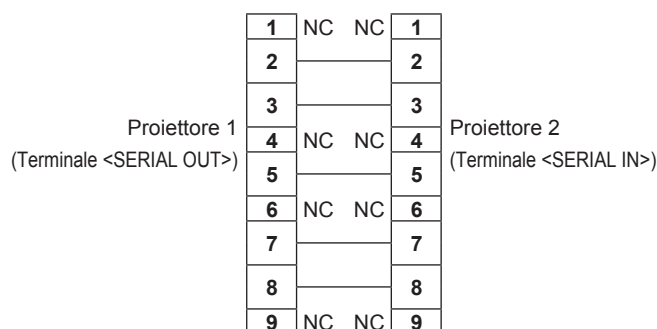 1 NC NC 1
2 2
3 3
Proiettore 1
(Terminale <SERIAL OUT>)
4 NC NC 4
Proiettore 2
(Terminale <SERIAL IN>)
5 5
6 NC NC 6
7 7
8 8
9 NC NC 9